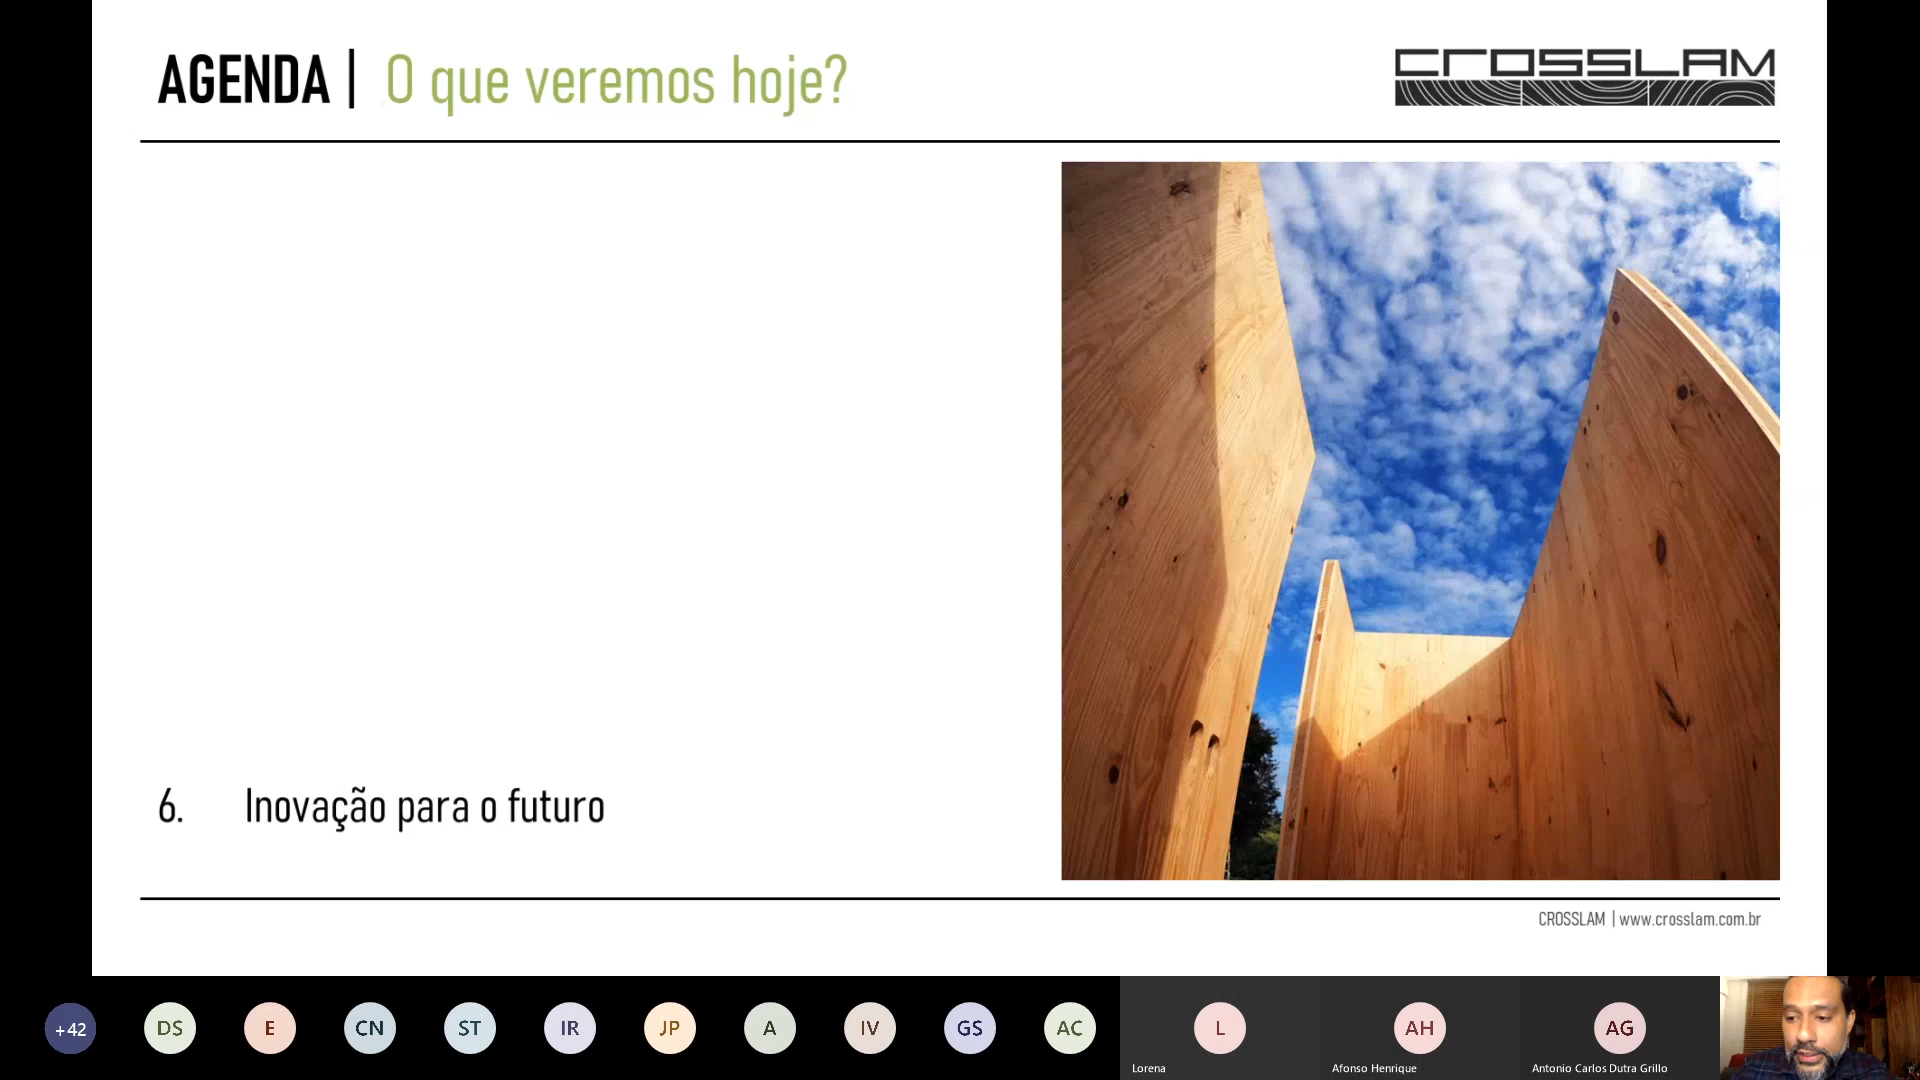 AGENDA | O que veremos hoje?
crossLam
6. Inovação para o futuro
CROSSLAM | www.crosslam.com.br
+42
DS
E
CN
ST
IR
JP
A
IV
GS
AC
L
AH
AG
Lorena
Afonso Henrique
Antonio Carlos Dutra Grillo